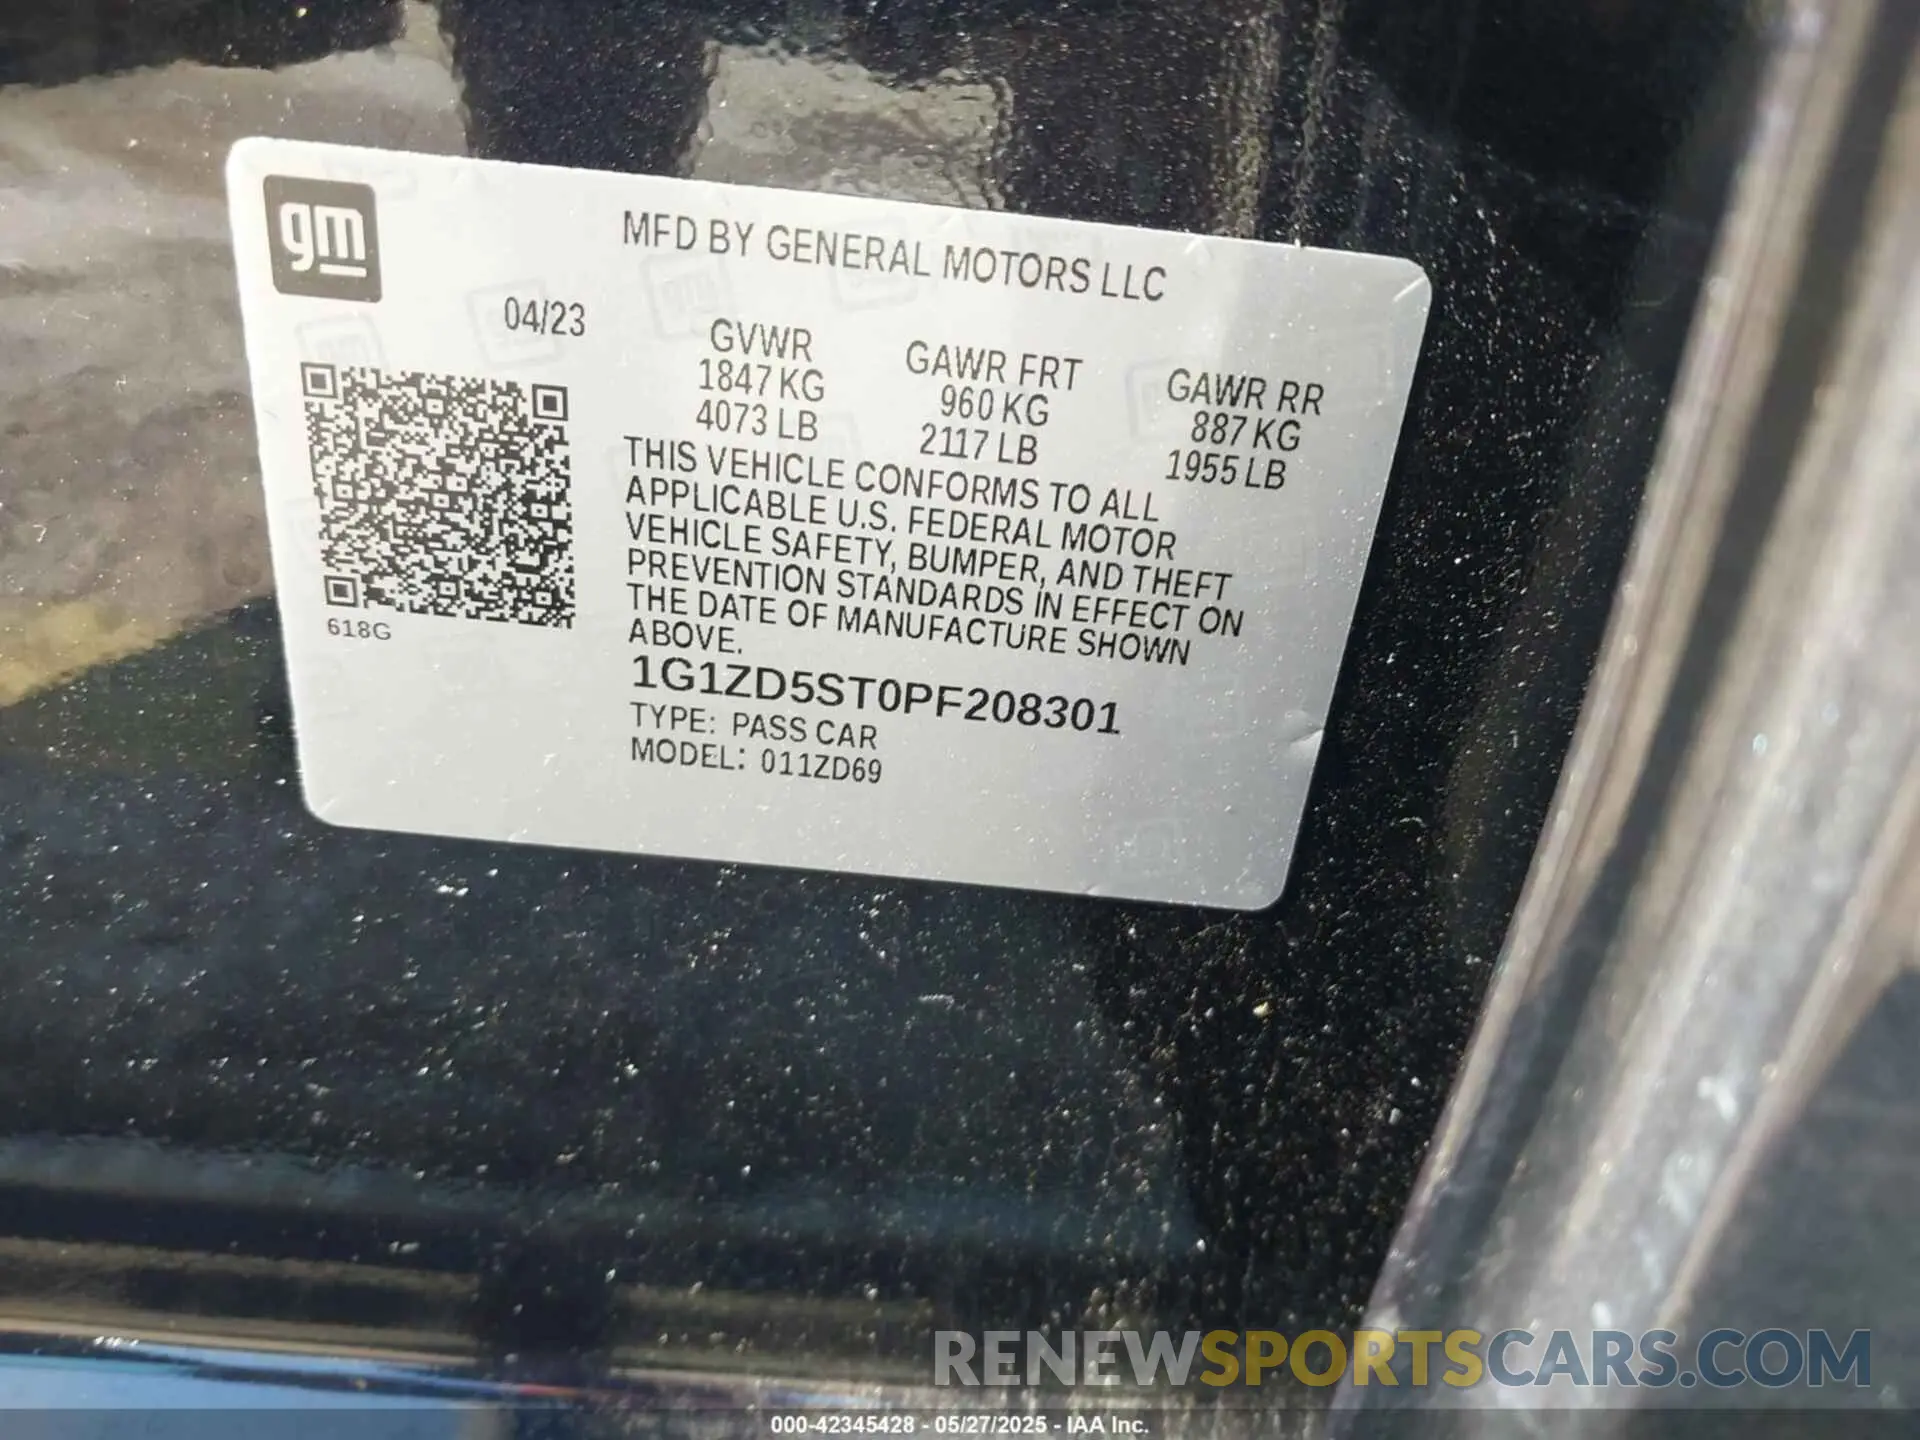 gm
MFD BY GENERAL MOTORS LLC
04/23
GVWR GAWR FRT GAWR RR
1847 KG 960 KG 887 KG
4073 LB 2117 LB 1955 LB
THIS VEHICLE CONFORMS TO ALL
APPLICABLE U.S. FEDERAL MOTOR
VEHICLE SAFETY, BUMPER, AND THEFT
PREVENTION STANDARDS IN EFFECT ON
THE DATE OF MANUFACTURE SHOWN
ABOVE.
618G
1G1ZD5ST0PF208301
TYPE: PASS CAR
MODEL: 011ZD69
RENEWSPORTSCARS.COM
000-42345428 - 05/27/2025 - IAA Inc.